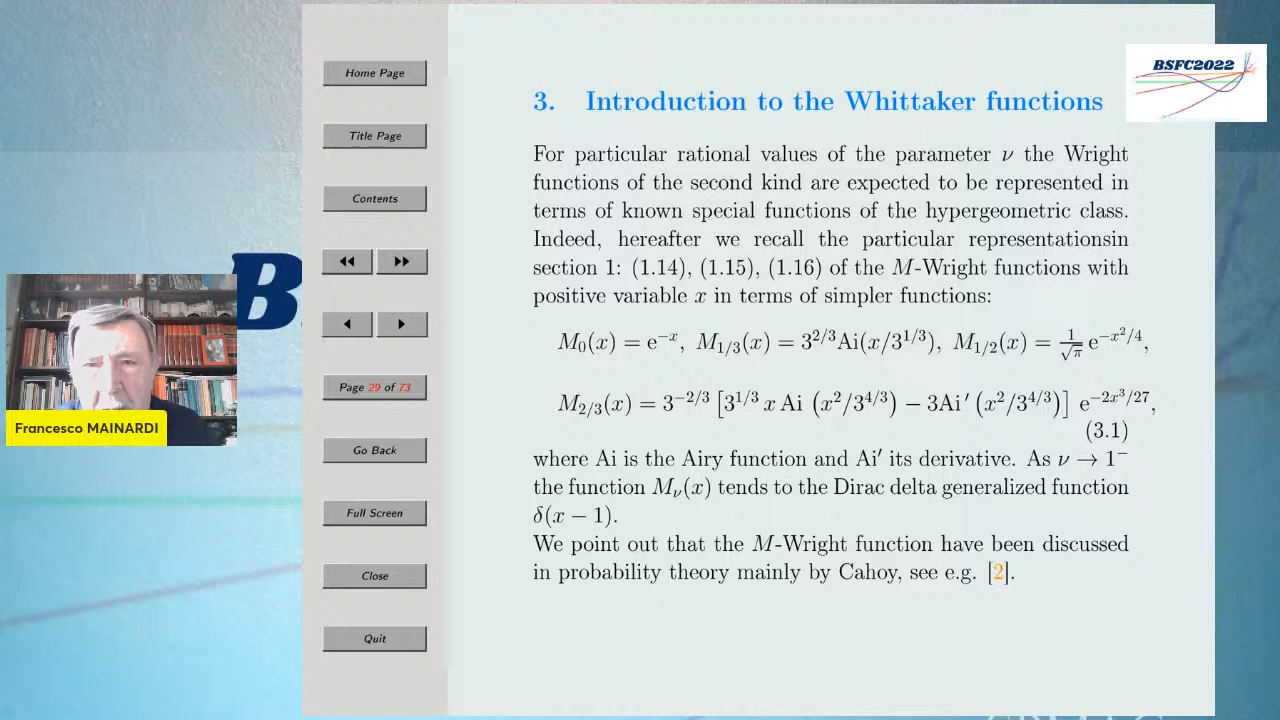 BSFC2022
Home Page
Title Page
Contents
Page 29 of 73
Go Back
Full Screen
Close
Quit
B
Francesco MAINARDI
3. Introduction to the Whittaker functions
For particular rational values of the parameter ν the Wright
functions of the second kind are expected to be represented in
terms of known special functions of the hypergeometric class.
Indeed, hereafter we recall the particular representationsin
section 1: (1.14), (1.15), (1.16) of the M-Wright functions with
positive variable x in terms of simpler functions:
M₀(x) = e⁻ˣ, M_{1/3}(x) = 3^{2/3}Ai(x/3^{1/3}), M_{1/2}(x) = \frac{1}{\sqrt{π}} e^{−x²/4},
M_{2/3}(x) = 3^{−2/3} [3^{1/3} x Ai (x²/3^{4/3}) − 3Ai′ (x²/3^{4/3})] e^{−2x³/27},
(3.1)
where Ai is the Airy function and Ai′ its derivative. As ν → 1⁻
the function M_ν(x) tends to the Dirac delta generalized function
δ(x − 1).
We point out that the M-Wright function have been discussed
in probability theory mainly by Cahoy, see e.g. [2].